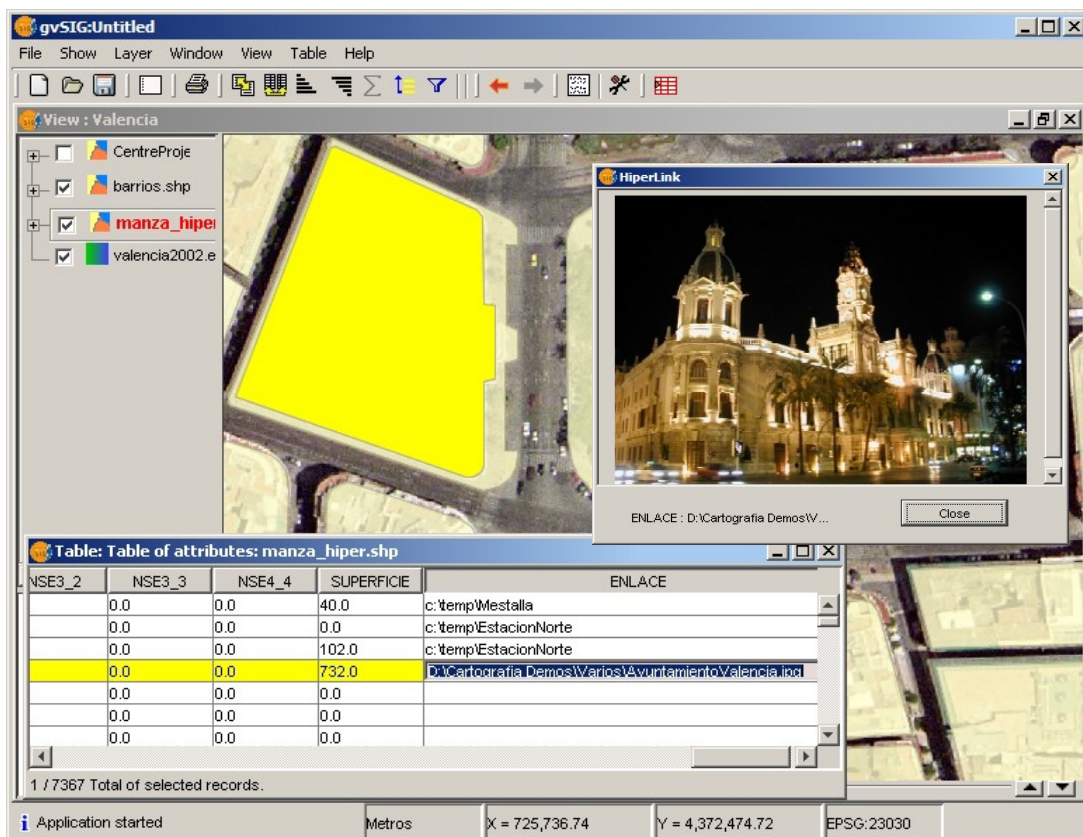 gvSIG:Untitled
File Show Layer Window View Table Help
View : Valencia
CentreProje
barrios.shp
manza_hiper
valencia2002.e
HiperLink
ENLACE : D:\Cartografia Demos\V...
Close
Table: Table of attributes: manza_hiper.shp
NSE3_2 NSE3_3 NSE4_4 SUPERFICIE ENLACE
0.0 0.0 40.0 c:\temp\Mestalla
0.0 0.0 0.0 c:\temp\EstacionNorte
0.0 0.0 102.0 c:\temp\EstacionNorte
0.0 0.0 732.0 D:\Cartografia Demos\Varios\AyuntamientoValencia.jpg
0.0 0.0 0.0
0.0 0.0 0.0
0.0 0.0 0.0
1 / 7367 Total of selected records.
Application started Metros X = 725,736.74 Y = 4,372,474.72 EPSG:23030